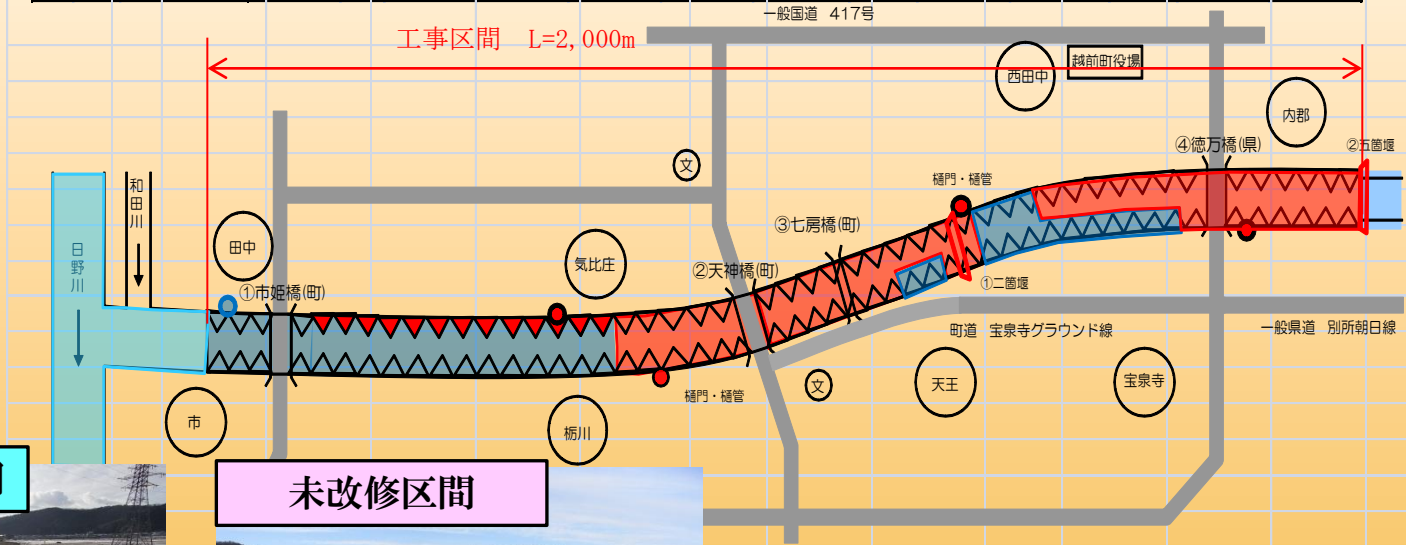 一般国道 417号
工事区間 L=2,000m
西田中
越前町役場
内郡
④徳万橋(県)
②五箇堰
文
樋門・樋管
和田川
③七房橋(町)
日野川
田中
気比庄
②天神橋(町)
①二箇堰
①市姫橋(町)
町道 宝泉寺グラウンド線
一般県道 別所朝日線
樋門・樋管
文
天王
宝泉寺
市
栃川
未改修区間